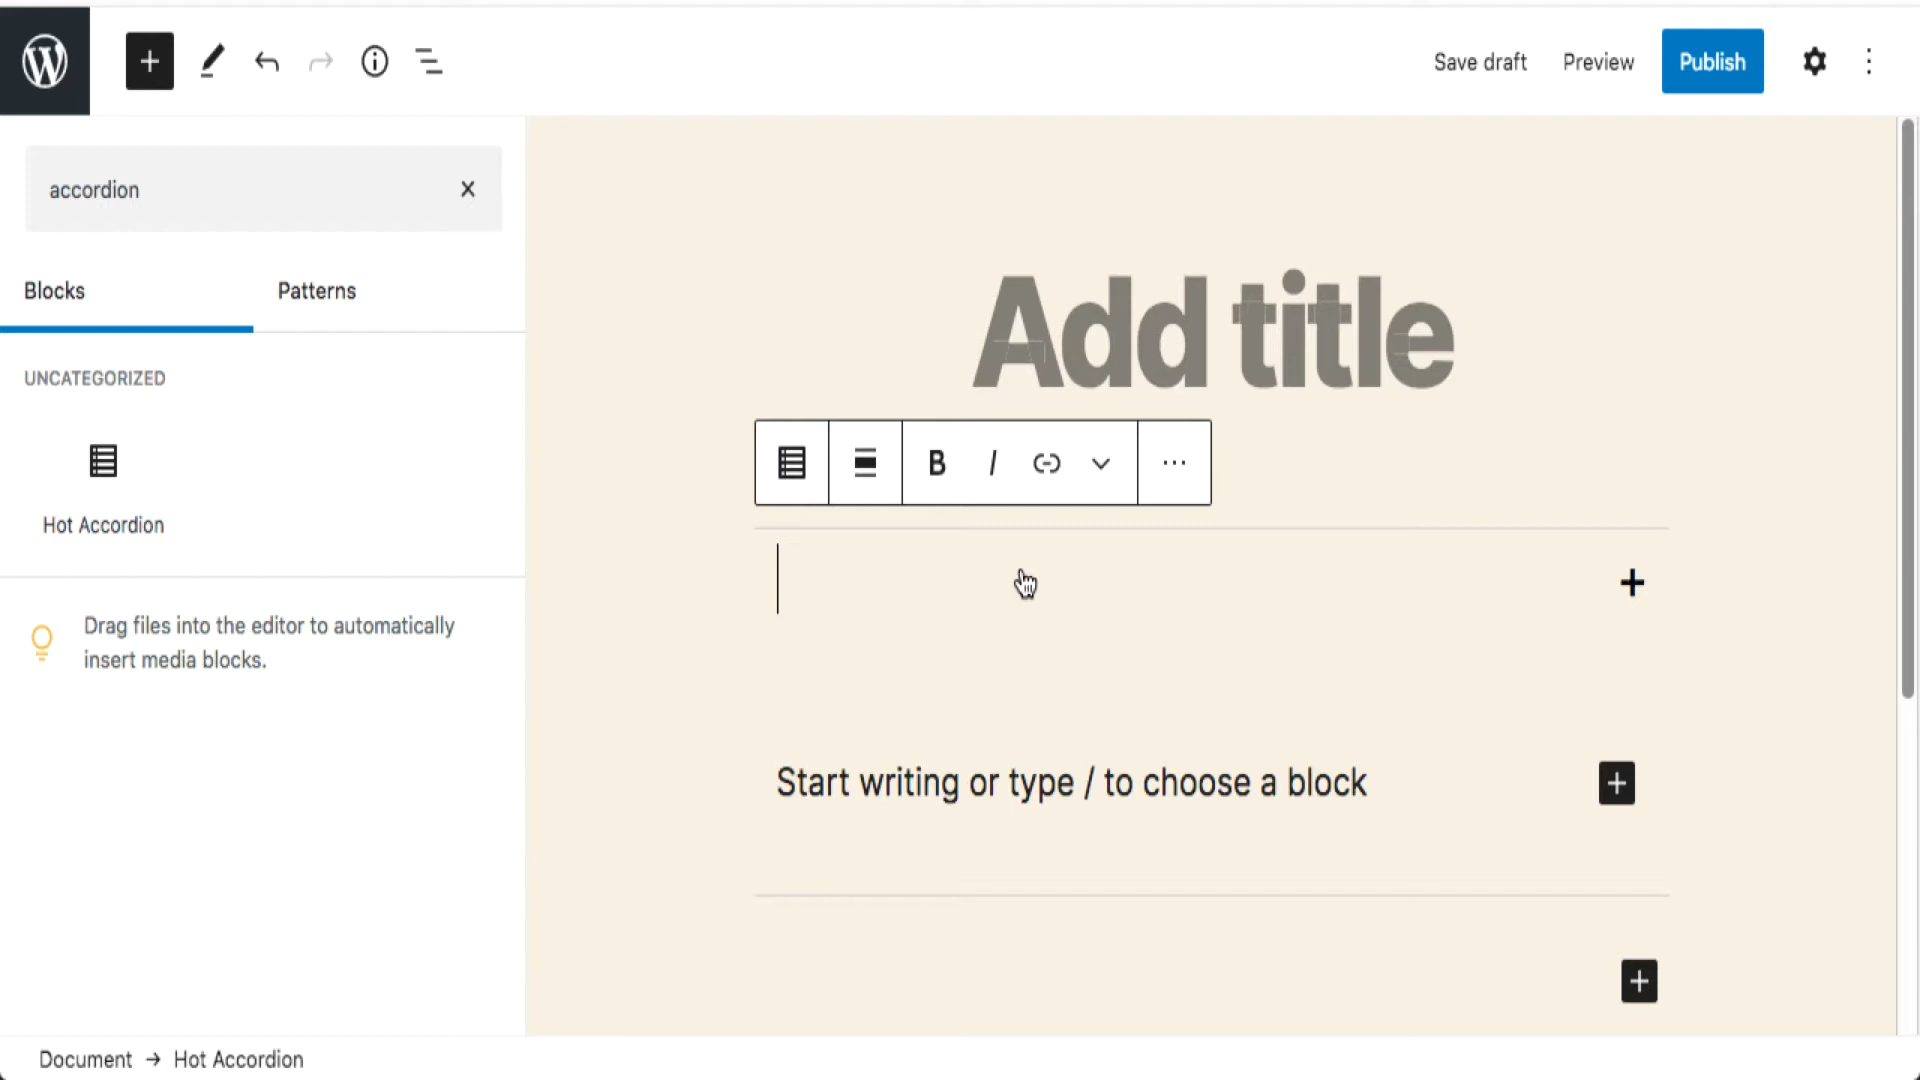 Save draft Preview Publish
accordion
Blocks Patterns
UNCATEGORIZED
Hot Accordion
Drag files into the editor to automatically
insert media blocks.
Add title
B I
Start writing or type / to choose a block
Document → Hot Accordion